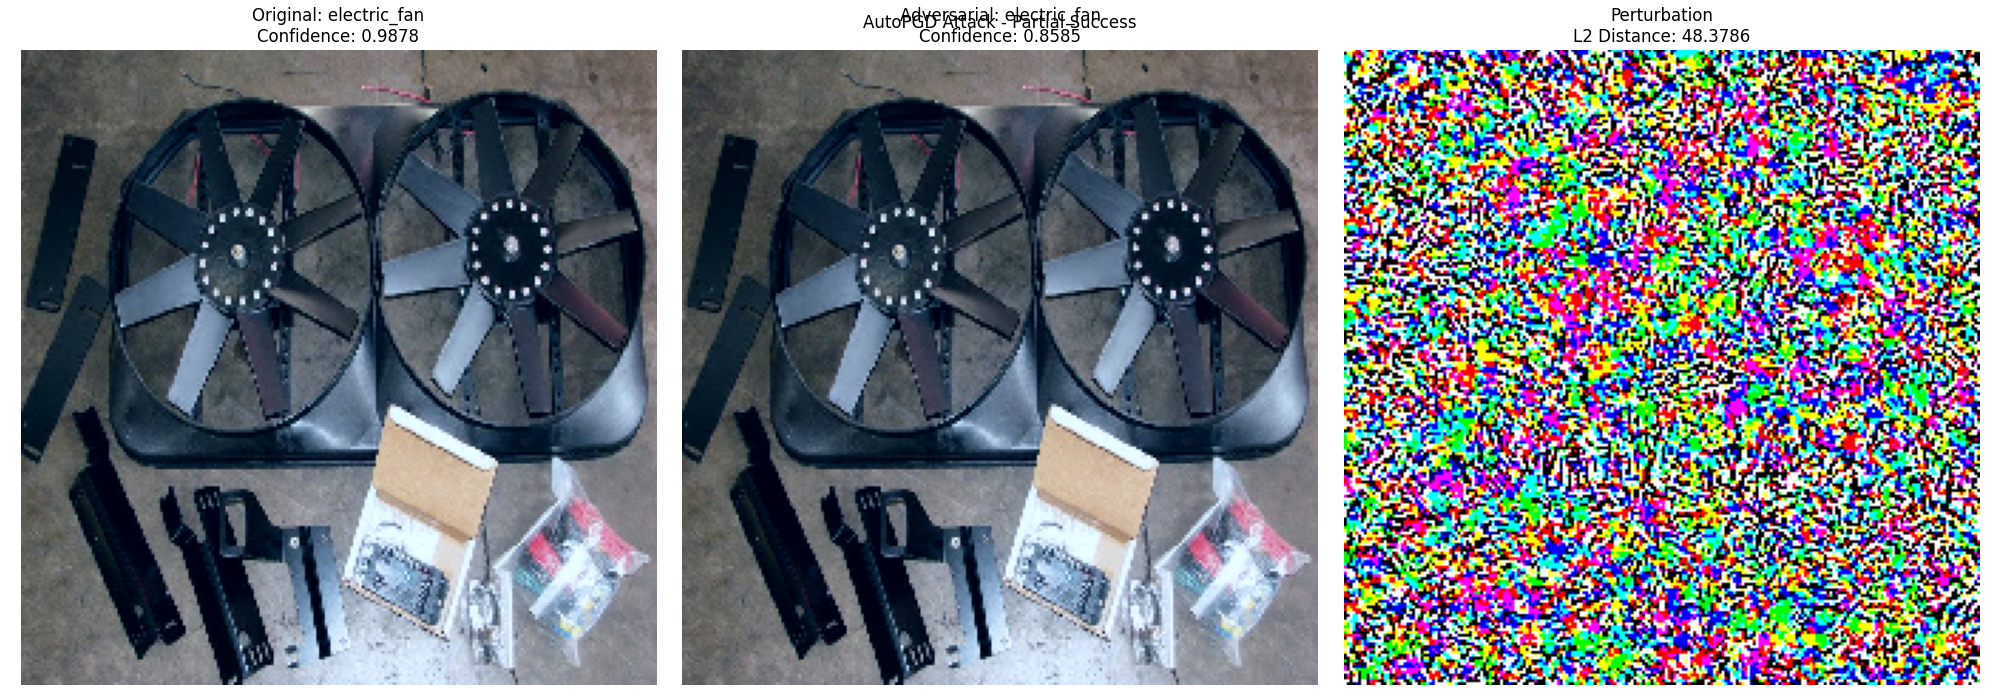 Original: electric_fan
Confidence: 0.9878
AutoPGD Attack - Partial Success
Adversarial: electric_fan
Confidence: 0.8585
Perturbation
L2 Distance: 48.3786